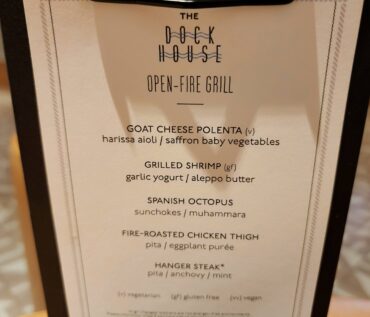 THE
DOCK
HOUSE
OPEN-FIRE GRILL
GOAT CHEESE POLENTA (v)
harissa aioli / saffron baby vegetables
GRILLED SHRIMP (gf)
garlic yogurt / aleppo butter
SPANISH OCTOPUS
sunchokes / muhammara
FIRE-ROASTED CHICKEN THIGH
pita / eggplant purée
HANGER STEAK*
pita / anchovy / mint
(v) vegetarian (gf) gluten free (vv) vegan